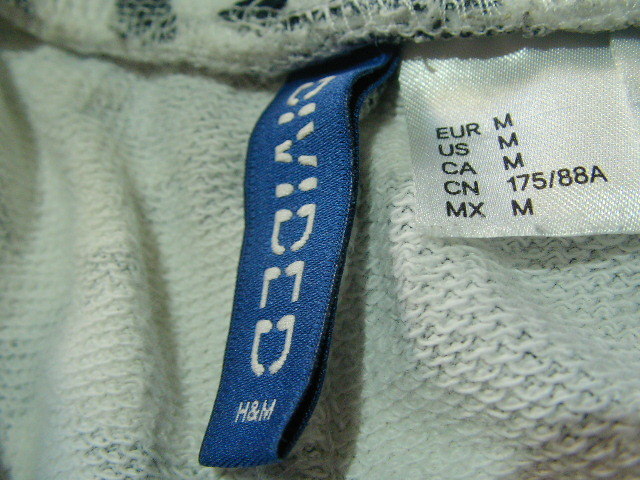 DIVIDED
H&M
EUR M
US M
CA M
CN 175/88A
MX M